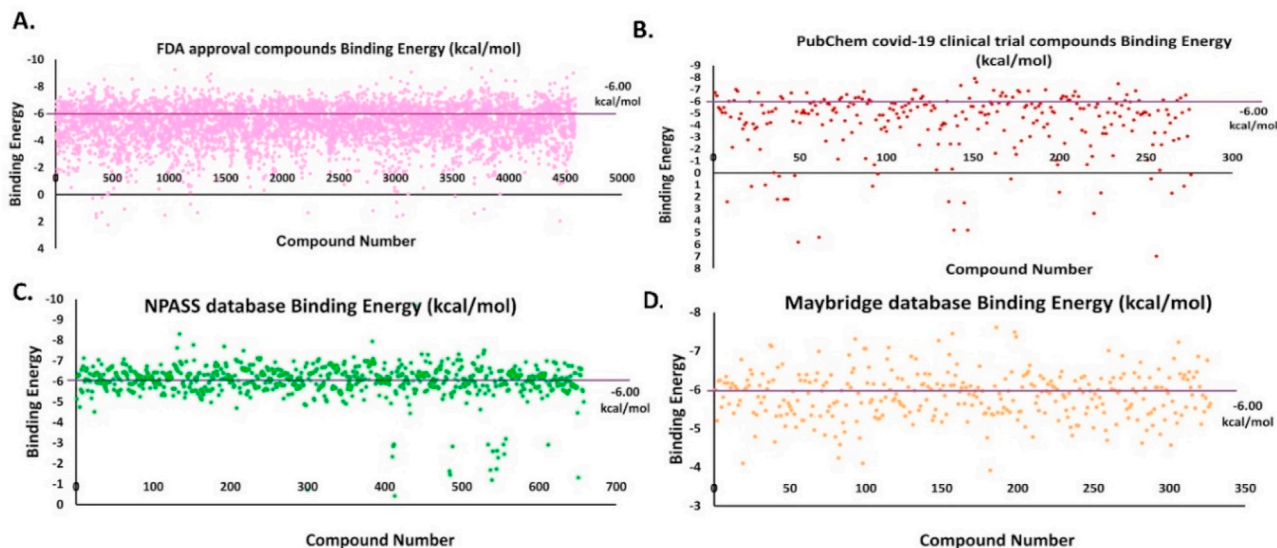 A.
FDA approval compounds Binding Energy (kcal/mol)
-10
-8
-6
-4
-2
0
2
4
0 500 1000 1500 2000 2500 3000 3500 4000 4500 5000
-6.00
kcal/mol
Binding Energy
Compound Number
B.
PubChem covid-19 clinical trial compounds Binding Energy
(kcal/mol)
-9
-8
-7
-6
-5
-4
-3
-2
-1
0
1
2
3
4
5
6
7
8
0 50 100 150 200 250 300
-6.00
kcal/mol
Binding Energy
Compound Number
C.
NPASS database Binding Energy (kcal/mol)
-10
-9
-8
-7
-6
-5
-4
-3
-2
-1
0
0 100 200 300 400 500 600 700
-6.00
kcal/mol
Binding Energy
Compound Number
D.
Maybridge database Binding Energy (kcal/mol)
-8
-7
-6
-5
-4
-3
0 50 100 150 200 250 300 350
-6.00
kcal/mol
Binding Energy
Compound Number